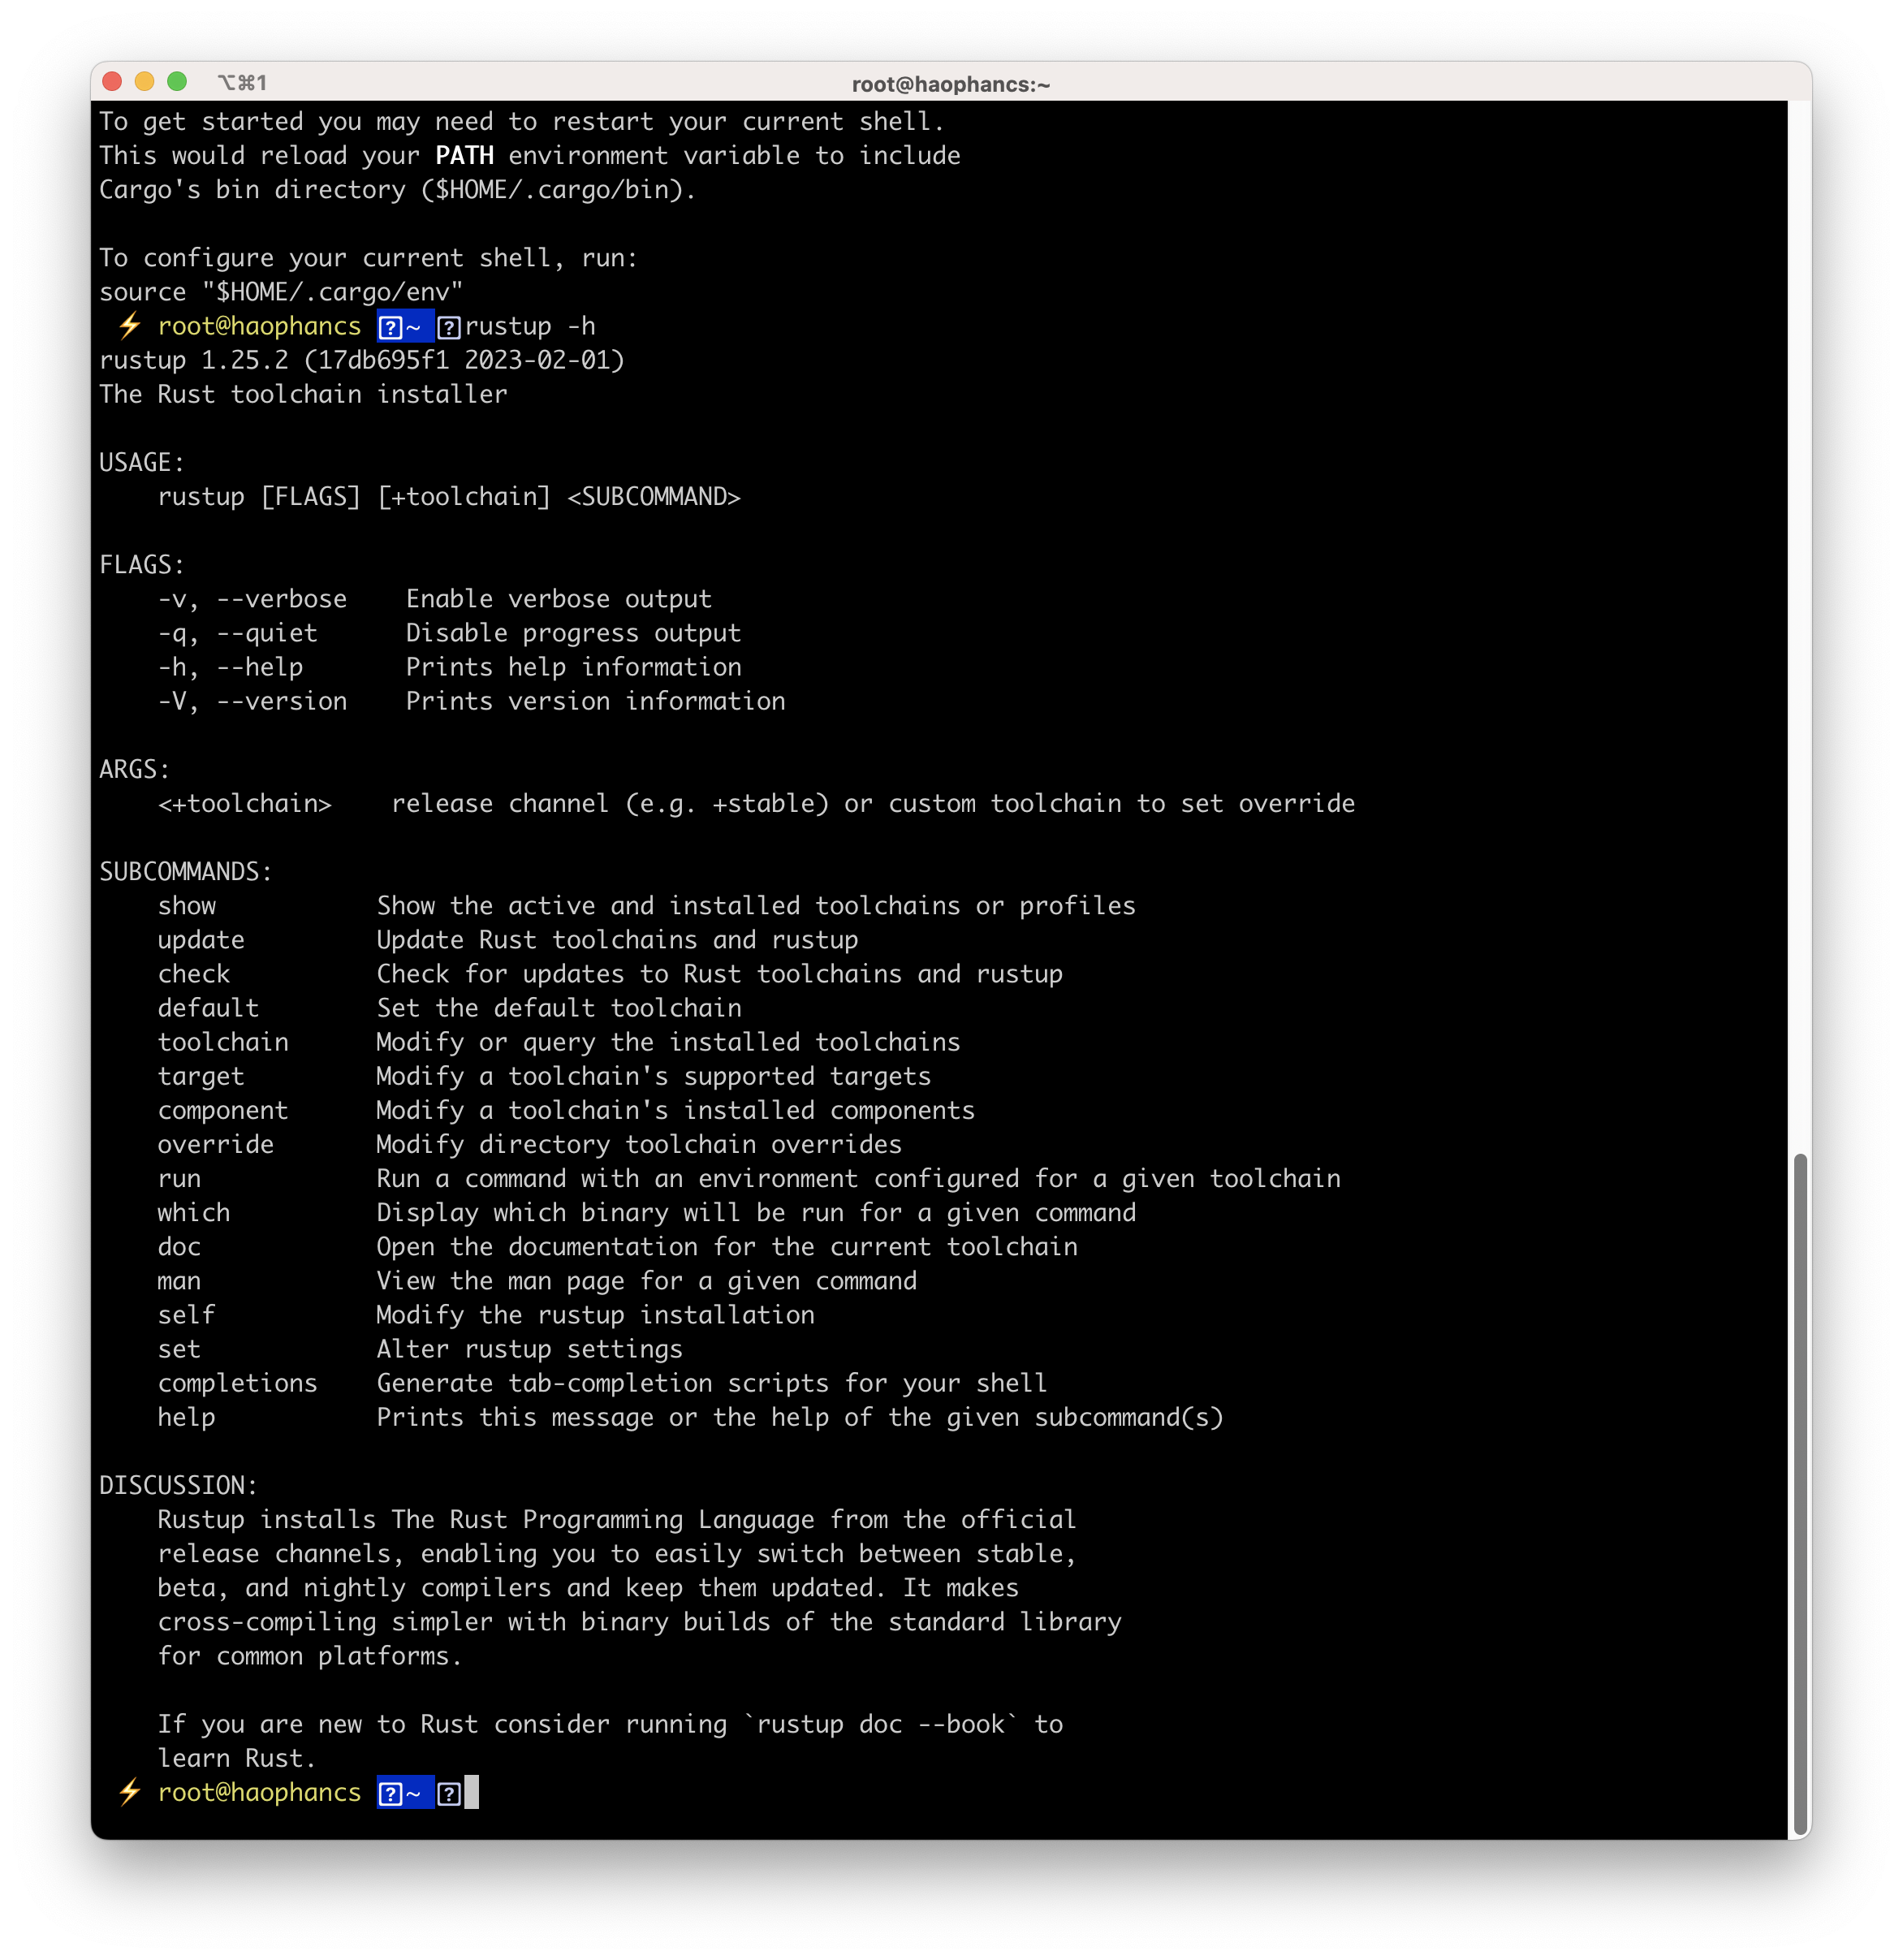 ⌥⌘1
root@haophancs:~
To get started you may need to restart your current shell.
This would reload your PATH environment variable to include
Cargo's bin directory ($HOME/.cargo/bin).

To configure your current shell, run:
source "$HOME/.cargo/env"
⚡ root@haophancs ?~ ?rustup -h
rustup 1.25.2 (17db695f1 2023-02-01)
The Rust toolchain installer

USAGE:
    rustup [FLAGS] [+toolchain] <SUBCOMMAND>

FLAGS:
    -v, --verbose    Enable verbose output
    -q, --quiet      Disable progress output
    -h, --help       Prints help information
    -V, --version    Prints version information

ARGS:
    <+toolchain>    release channel (e.g. +stable) or custom toolchain to set override

SUBCOMMANDS:
    show           Show the active and installed toolchains or profiles
    update         Update Rust toolchains and rustup
    check          Check for updates to Rust toolchains and rustup
    default        Set the default toolchain
    toolchain      Modify or query the installed toolchains
    target         Modify a toolchain's supported targets
    component      Modify a toolchain's installed components
    override       Modify directory toolchain overrides
    run            Run a command with an environment configured for a given toolchain
    which          Display which binary will be run for a given command
    doc            Open the documentation for the current toolchain
    man            View the man page for a given command
    self           Modify the rustup installation
    set            Alter rustup settings
    completions    Generate tab-completion scripts for your shell
    help           Prints this message or the help of the given subcommand(s)

DISCUSSION:
    Rustup installs The Rust Programming Language from the official
    release channels, enabling you to easily switch between stable,
    beta, and nightly compilers and keep them updated. It makes
    cross-compiling simpler with binary builds of the standard library
    for common platforms.

    If you are new to Rust consider running `rustup doc --book` to
    learn Rust.
⚡ root@haophancs ?~ ?